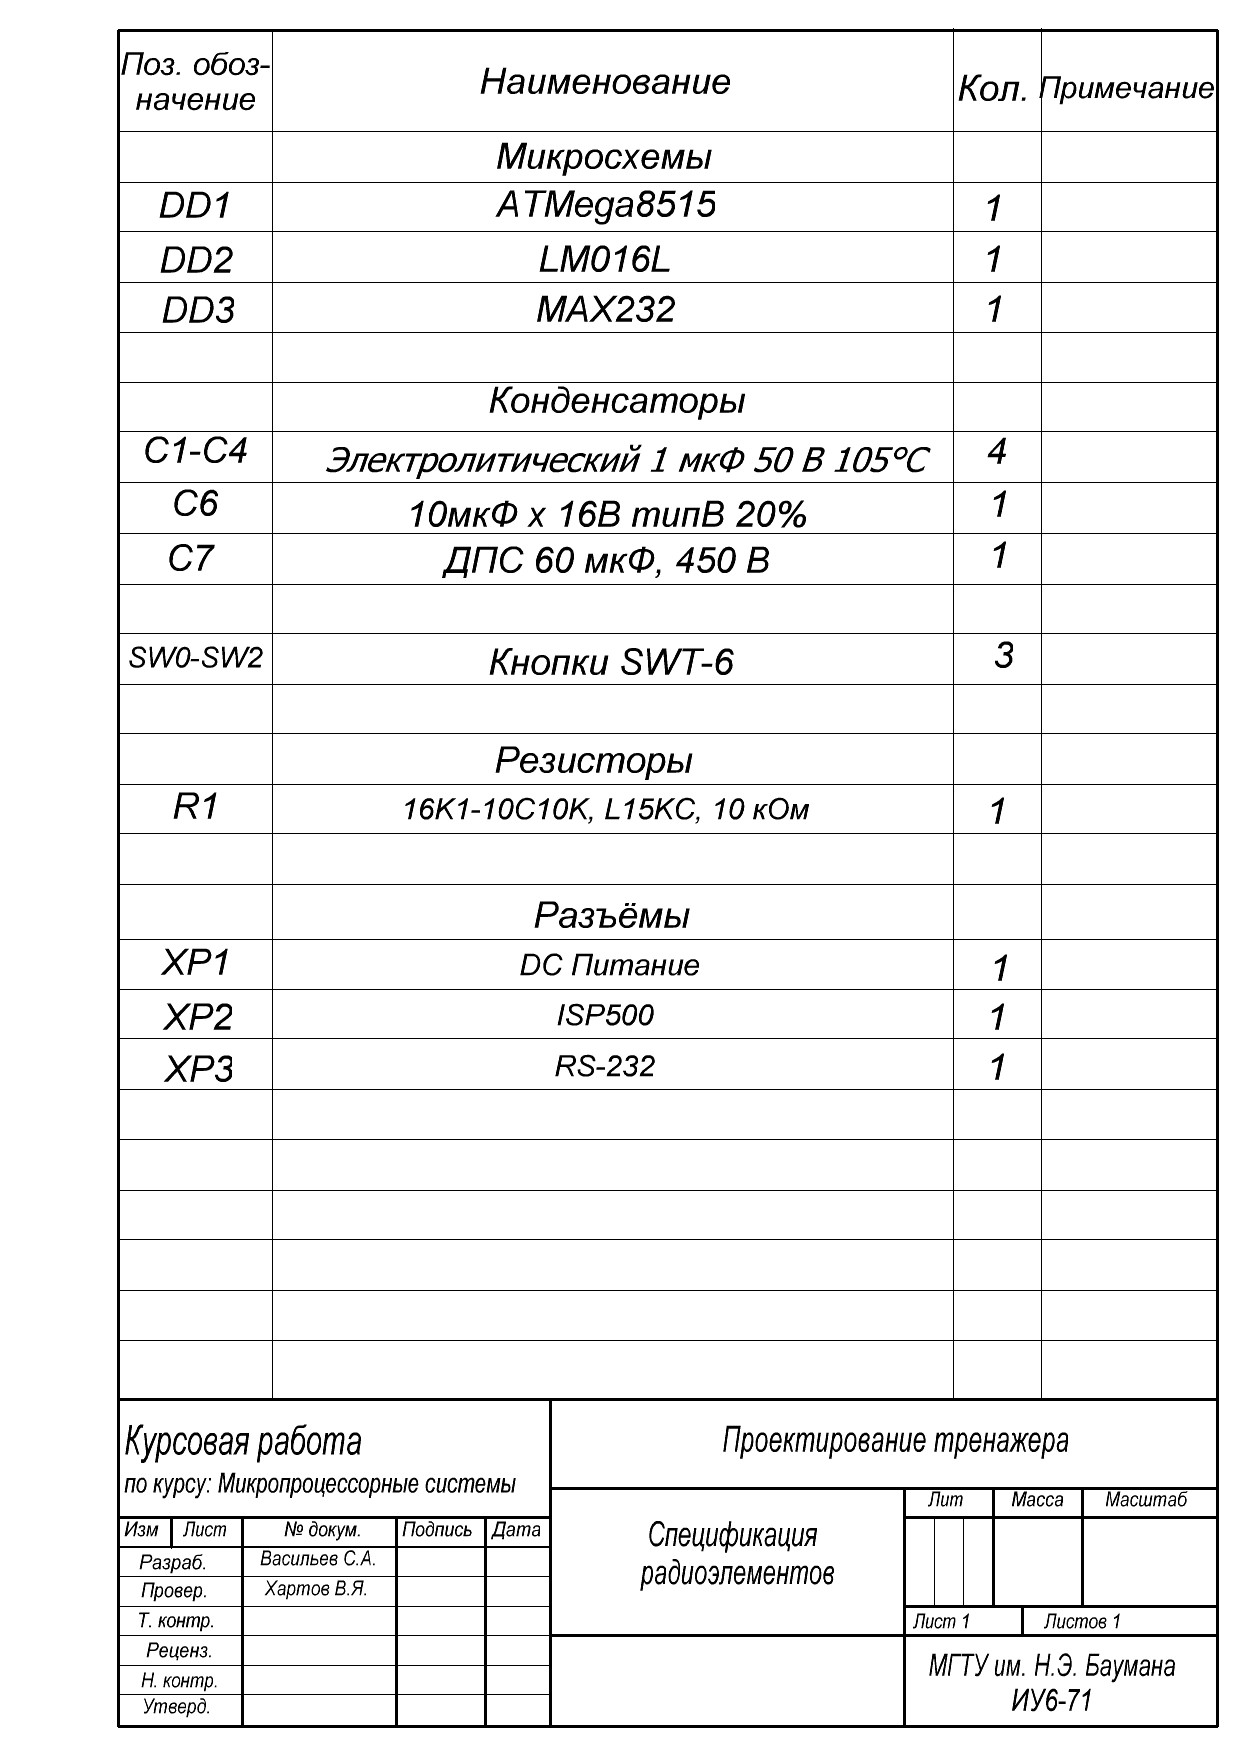 Поз. обоз-
начение
Наименование
Кол.
Примечание
Микросхемы
DD1 ATMega8515 1
DD2 LM016L 1
DD3 MAX232 1
Конденсаторы
C1-C4 Электролитический 1 мкФ 50 В 105°C 4
C6 10мкФ х 16В типВ 20% 1
C7 ДПС 60 мкФ, 450 В 1
SW0-SW2 Кнопки SWT-6 3
Резисторы
R1 16K1-10C10K, L15KC, 10 кОм 1
Разъёмы
XP1 DC Питание 1
XP2 ISP500 1
XP3 RS-232 1
Курсовая работа
по курсу: Микропроцессорные системы
Изм Лист № докум. Подпись Дата
Разраб. Васильев С.А.
Провер. Хартов В.Я.
Т. контр.
Реценз.
Н. контр.
Утверд.
Проектирование тренажера
Спецификация
радиоэлементов
Лит Масса Масштаб
Лист 1 Листов 1
МГТУ им. Н.Э. Баумана
ИУ6-71